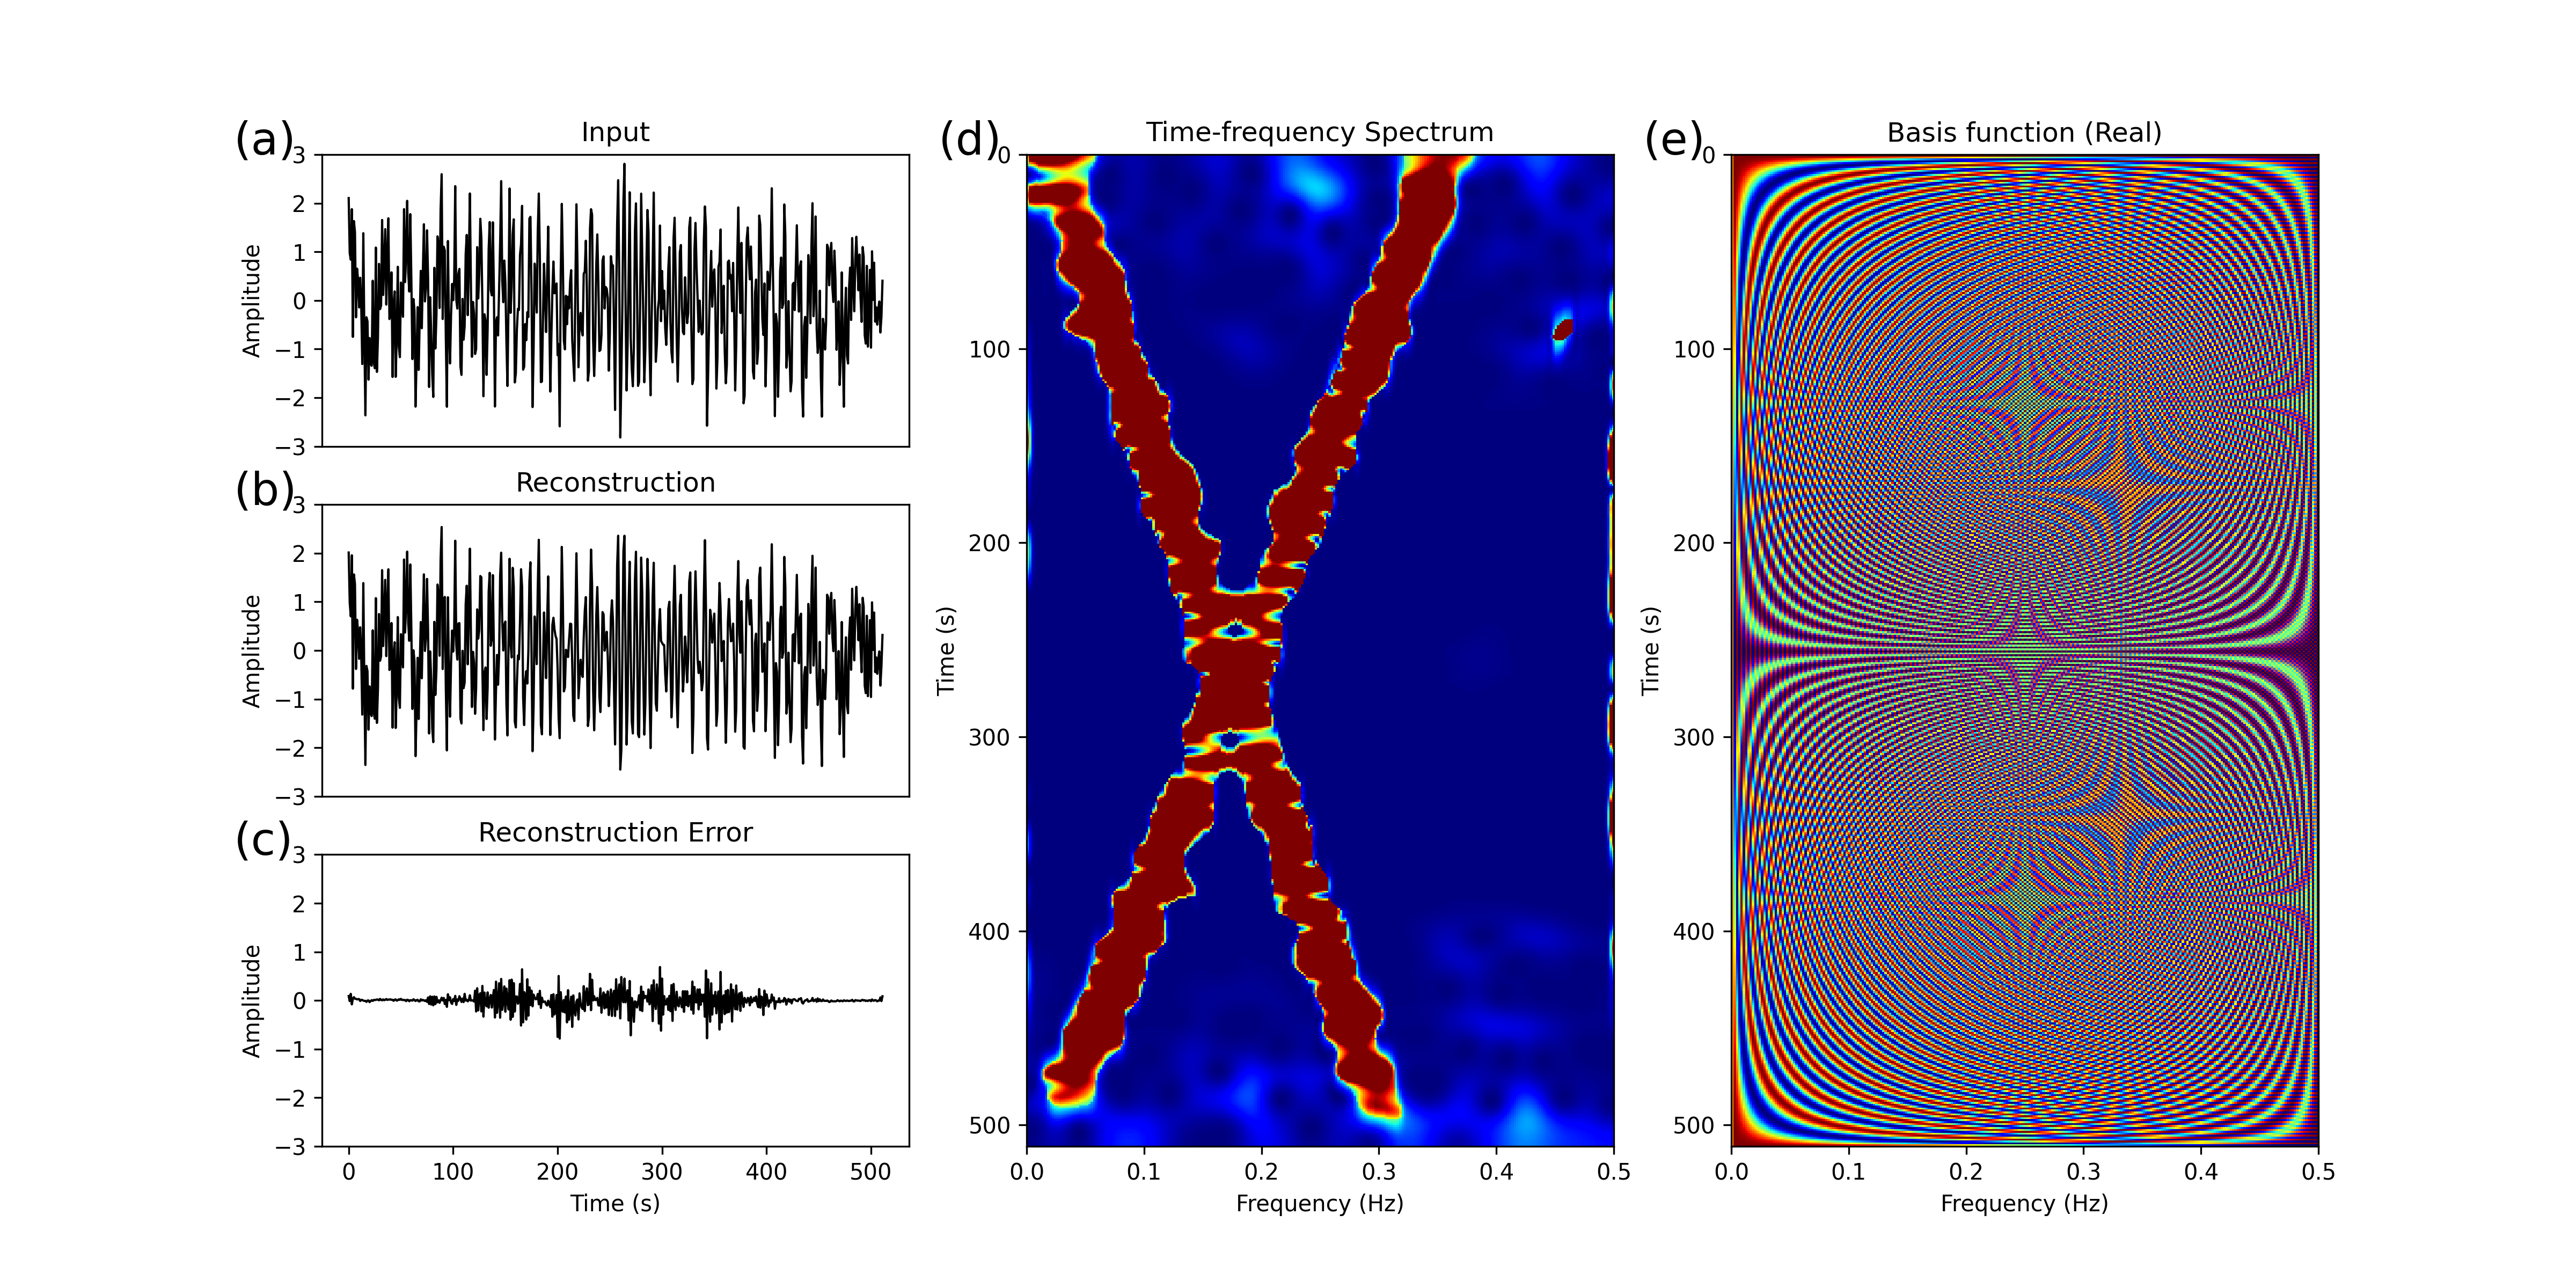 (a)
Input
3
2
1
0
−1
−2
−3
Amplitude
(b)
Reconstruction
3
2
1
0
−1
−2
−3
Amplitude
(c)
Reconstruction Error
3
2
1
0
−1
−2
−3
Amplitude
0 100 200 300 400 500
Time (s)
(d)
Time-frequency Spectrum
0
100
200
300
400
500
Time (s)
0.0 0.1 0.2 0.3 0.4 0.5
Frequency (Hz)
(e)
Basis function (Real)
0
100
200
300
400
500
Time (s)
0.0 0.1 0.2 0.3 0.4 0.5
Frequency (Hz)